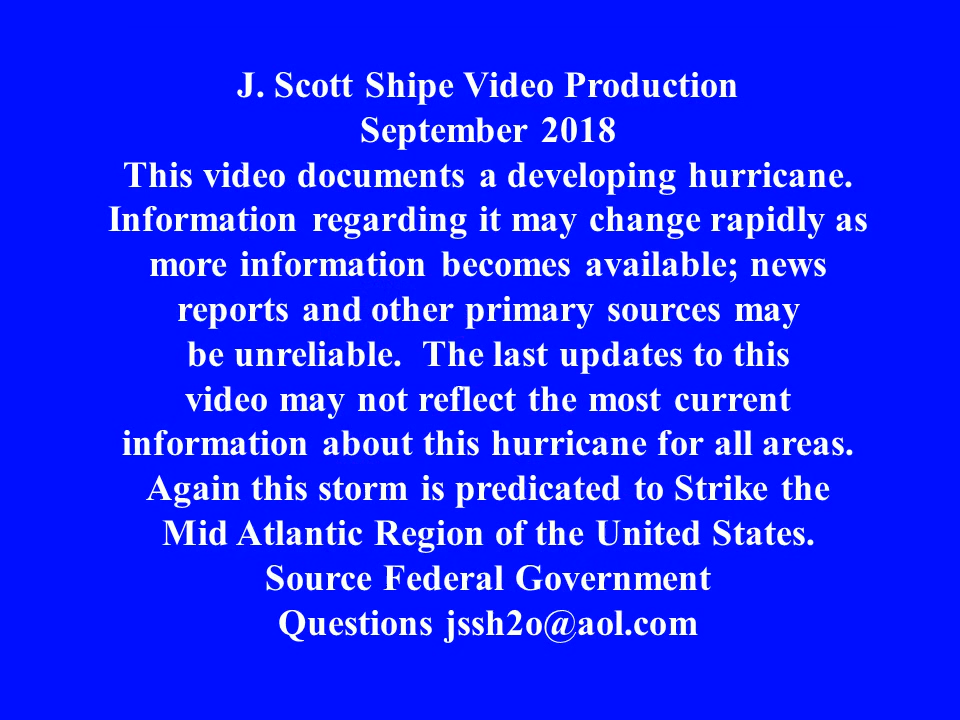 J. Scott Shipe Video Production
September 2018
This video documents a developing hurricane.
Information regarding it may change rapidly as
more information becomes available; news
reports and other primary sources may
be unreliable.  The last updates to this
video may not reflect the most current
information about this hurricane for all areas.
Again this storm is predicated to Strike the
Mid Atlantic Region of the United States.
Source Federal Government
Questions jssh2o@aol.com